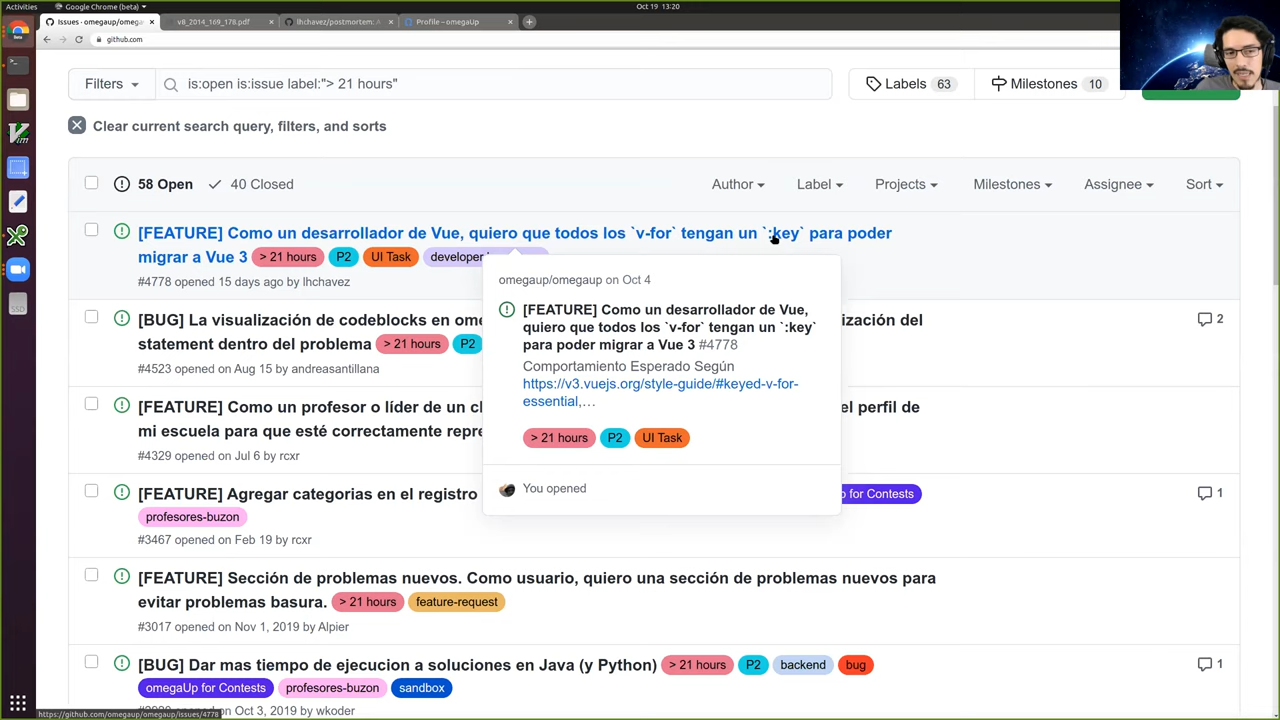 Activities
Google Chrome (beta)
Oct 19 13:20
Issues · omegaup/omega
v8_2014_169_178.pdf
lhchavez/postmortem: A
Profile – omegaUp
github.com
Filters
is:open is:issue label:"> 21 hours"
Labels 63
Milestones 10
Clear current search query, filters, and sorts
58 Open
40 Closed
Author
Label
Projects
Milestones
Assignee
Sort
[FEATURE] Como un desarrollador de Vue, quiero que todos los `v-for` tengan un `:key` para poder
migrar a Vue 3 > 21 hours P2 UI Task developer
#4778 opened 15 days ago by lhchavez
omegaup/omegaup on Oct 4
[FEATURE] Como un desarrollador de Vue,
quiero que todos los `v-for` tengan un `:key`
para poder migrar a Vue 3 #4778
Comportamiento Esperado Según
https://v3.vuejs.org/style-guide/#keyed-v-for-
essential,…
> 21 hours P2 UI Task
You opened
[BUG] La visualización de codeblocks en ome ización del
statement dentro del problema > 21 hours P2
#4523 opened on Aug 15 by andreasantillana
2
[FEATURE] Como un profesor o líder de un cl el perfil de
mi escuela para que esté correctamente repre
#4329 opened on Jul 6 by rcxr
[FEATURE] Agregar categorias en el registro for Contests
profesores-buzon
#3467 opened on Feb 19 by rcxr
1
[FEATURE] Sección de problemas nuevos. Como usuario, quiero una sección de problemas nuevos para
evitar problemas basura. > 21 hours feature-request
#3017 opened on Nov 1, 2019 by Alpier
[BUG] Dar mas tiempo de ejecucion a soluciones en Java (y Python) > 21 hours P2 backend bug
omegaUp for Contests profesores-buzon sandbox
opened on Oct 3, 2019 by wkoder
1
https://github.com/omegaup/omegaup/issues/4778
SSD